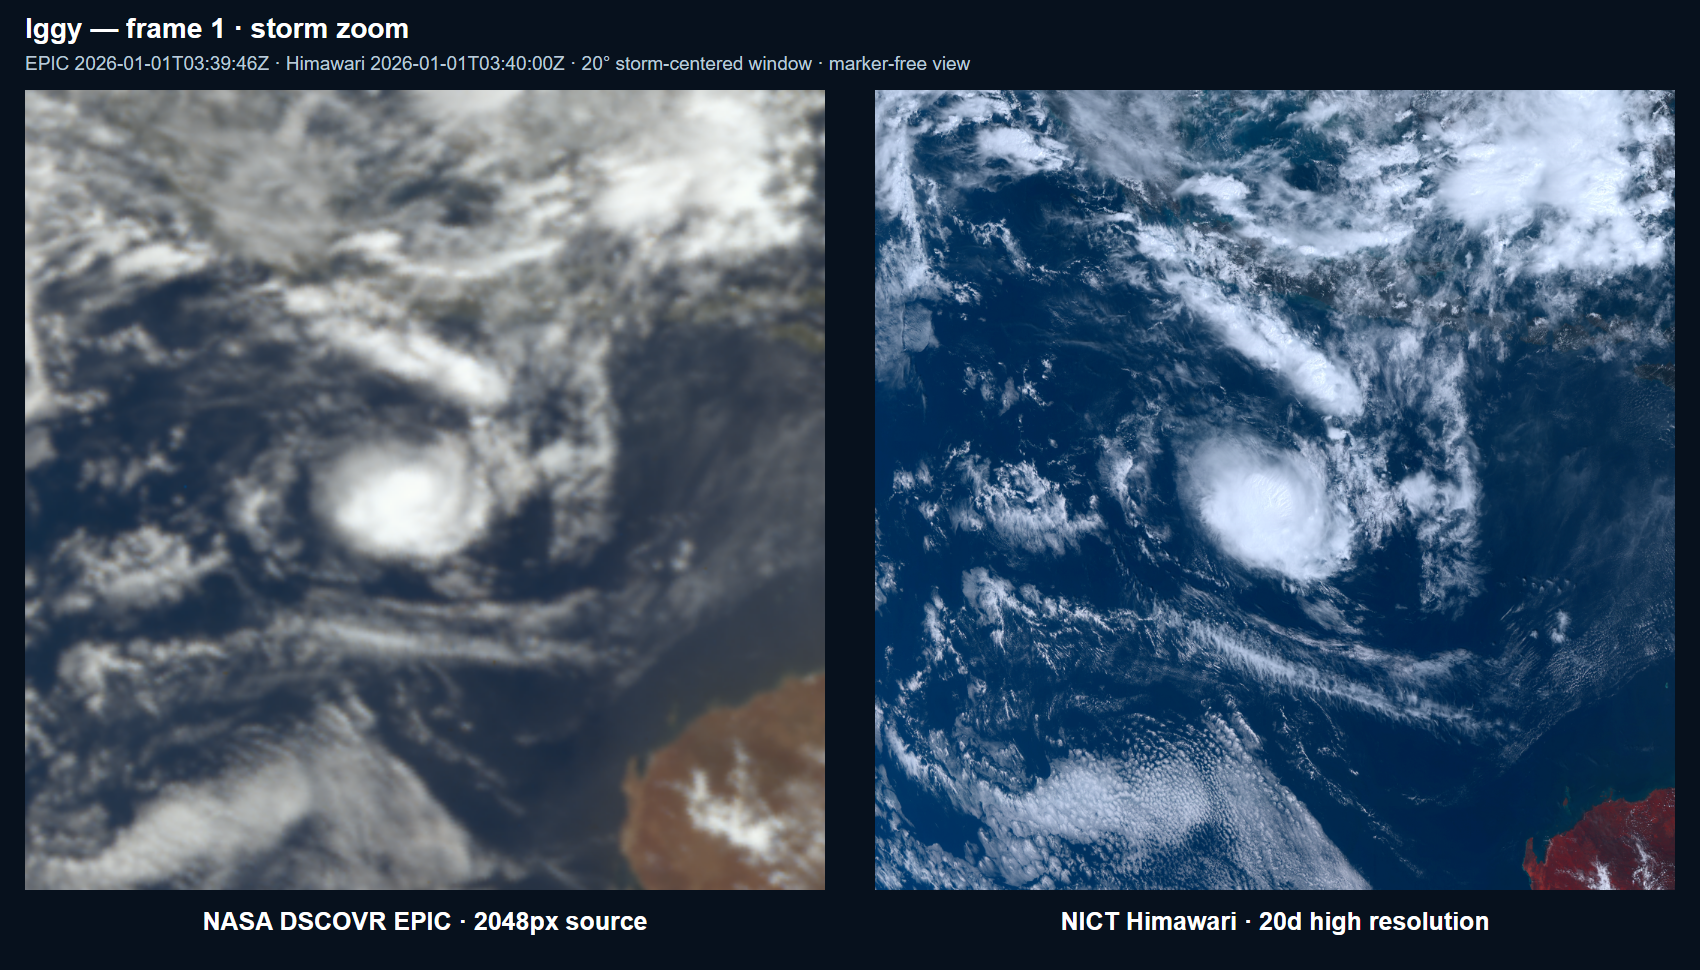 Iggy — frame 1 · storm zoom
EPIC 2026-01-01T03:39:46Z · Himawari 2026-01-01T03:40:00Z · 20° storm-centered window · marker-free view
NASA DSCOVR EPIC · 2048px source
NICT Himawari · 20d high resolution